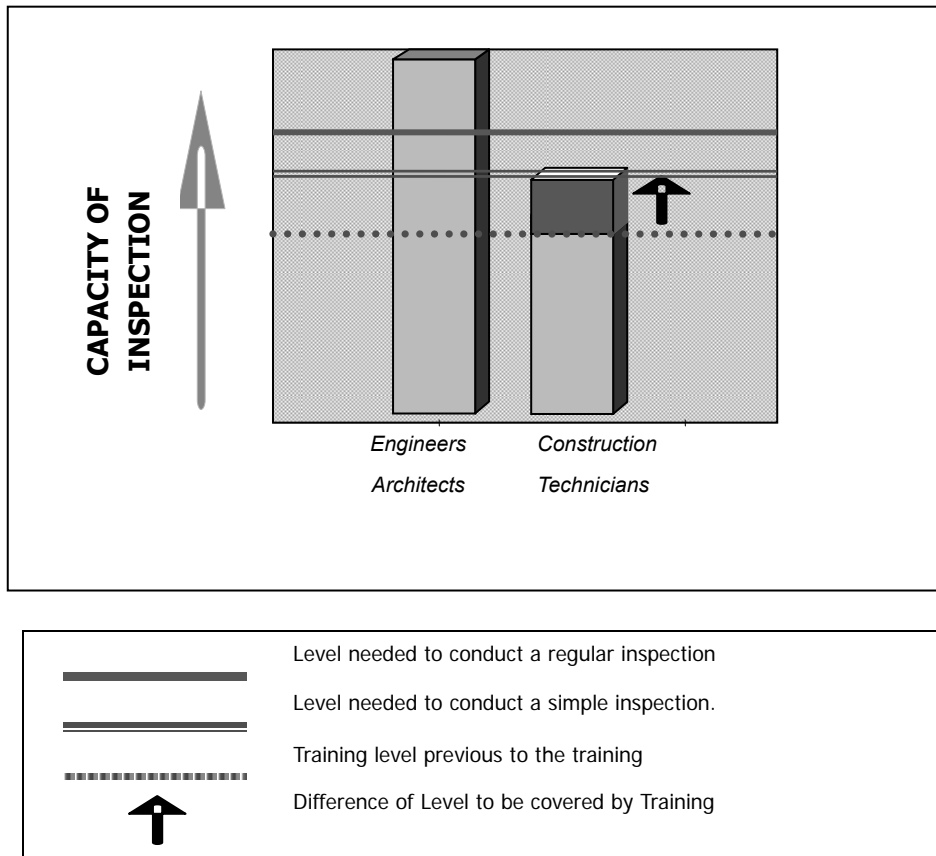 CAPACITY OF
INSPECTION
Engineers Construction
Architects Technicians
Level needed to conduct a regular inspection
Level needed to conduct a simple inspection.
Training level previous to the training
Difference of Level to be covered by Training